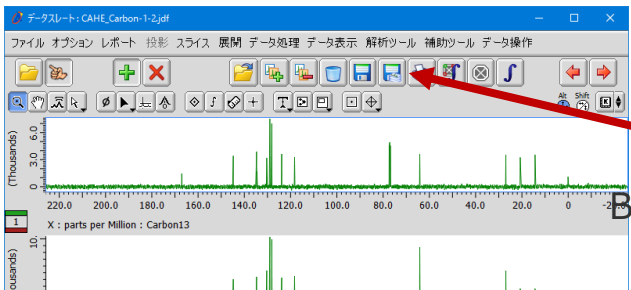 データスレート: CAHE_Carbon-1-2.jdf
ファイル オプション レポート 投影 スライス 展開 データ処理 データ表示 解析ツール 補助ツール データ操作
Alt Shift
(Thousands)
6.0
3.0
0
220.0 200.0 180.0 160.0 140.0 120.0 100.0 80.0 60.0 40.0 20.0 0 -20.0
B
1
X : parts per Million : Carbon13
10.